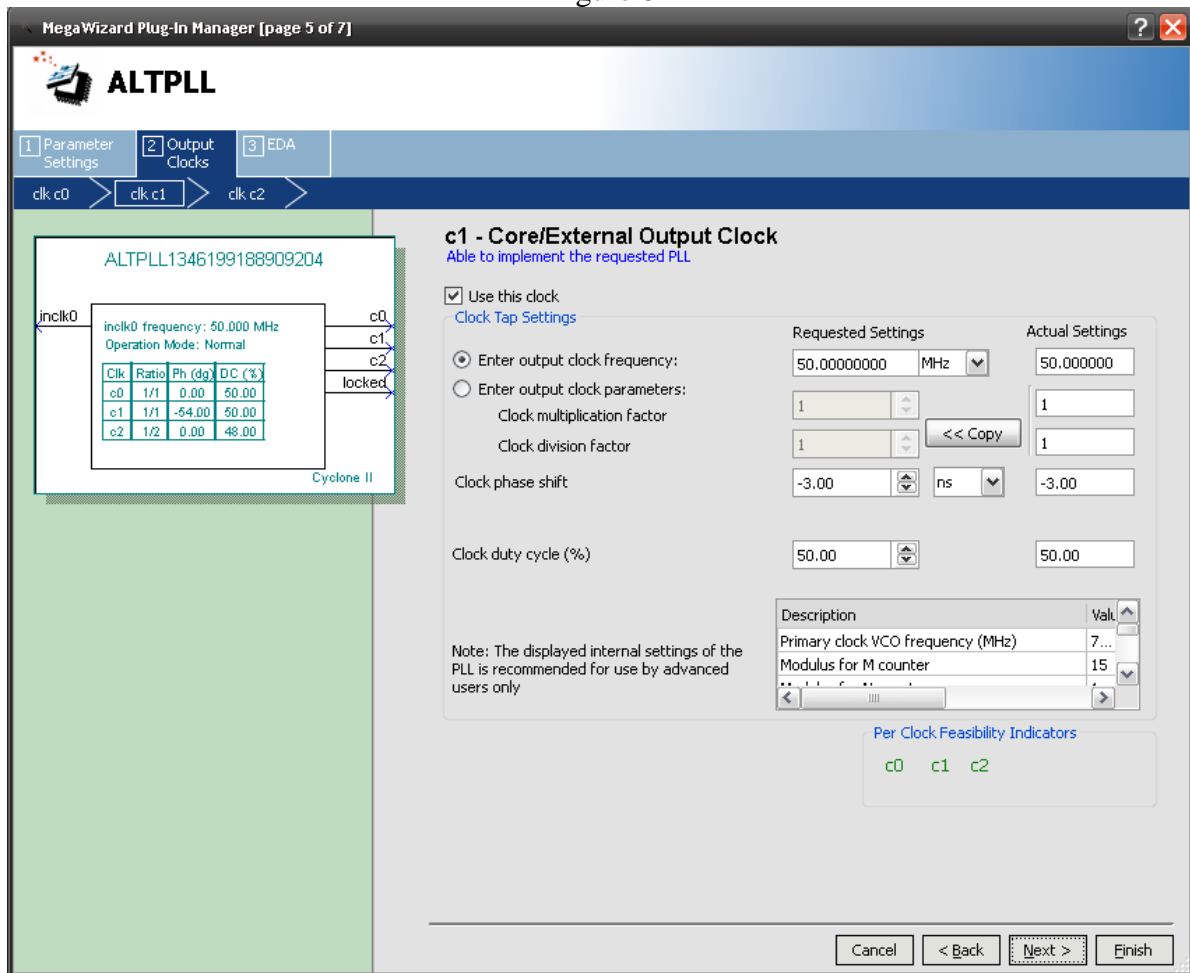 MegaWizard Plug-In Manager [page 5 of 7]
?
ALTPLL
1 Parameter Settings
2 Output Clocks
3 EDA
clk c0
clk c1
clk c2
ALTPLL1346199188909204
inclk0
inclk0 frequency: 50.000 MHz
Operation Mode: Normal
Clk Ratio Ph (dg) DC (%)
c0 1/1 0.00 50.00
c1 1/1 -54.00 50.00
c2 1/2 0.00 48.00
c0
c1
c2
locked
Cyclone II
c1 - Core/External Output Clock
Able to implement the requested PLL
Use this clock
Clock Tap Settings
Requested Settings Actual Settings
Enter output clock frequency: 50.00000000 MHz 50.000000
Enter output clock parameters:
Clock multiplication factor 1 1
<< Copy
Clock division factor 1 1
Clock phase shift -3.00 ns -3.00
Clock duty cycle (%) 50.00 50.00
Note: The displayed internal settings of the
PLL is recommended for use by advanced
users only
Description
Primary clock VCO frequency (MHz) 7...
Modulus for M counter 15
Per Clock Feasibility Indicators
c0 c1 c2
Cancel < Back Next > Finish